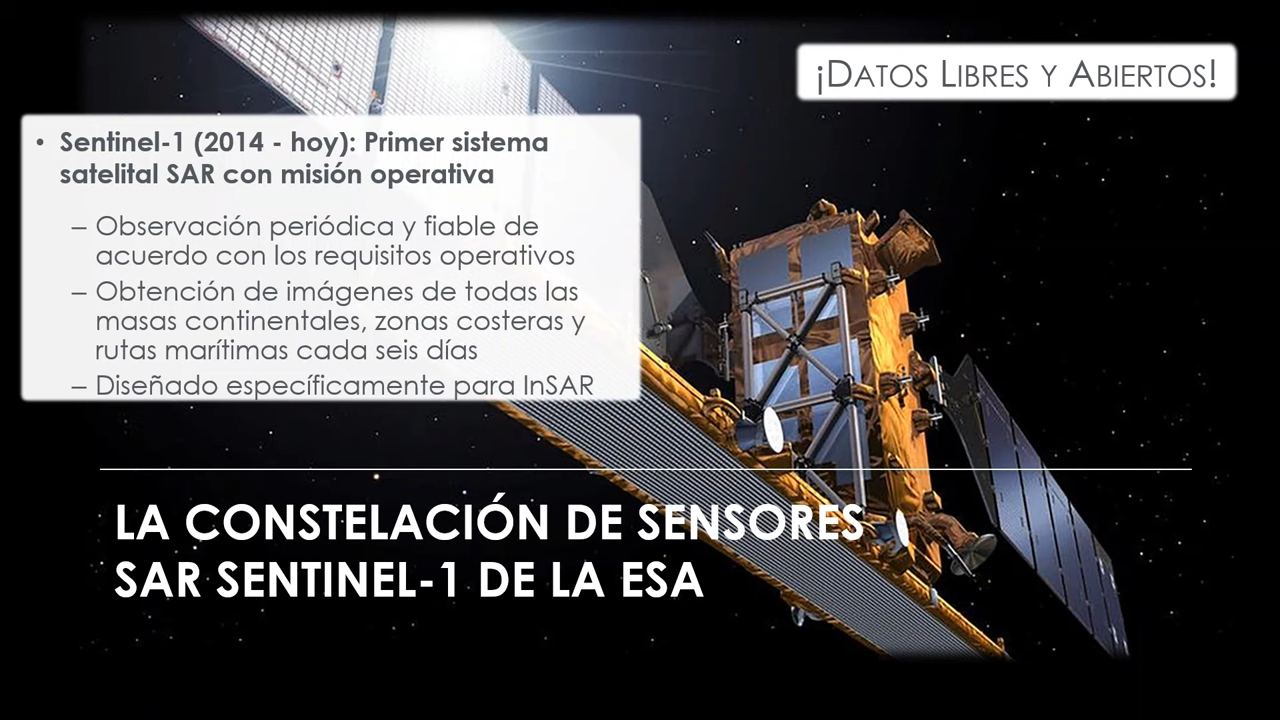 ¡DATOS LIBRES Y ABIERTOS!
• Sentinel-1 (2014 - hoy): Primer sistema
satelital SAR con misión operativa
– Observación periódica y fiable de
acuerdo con los requisitos operativos
– Obtención de imágenes de todas las
masas continentales, zonas costeras y
rutas marítimas cada seis días
– Diseñado específicamente para InSAR
LA CONSTELACIÓN DE SENSORES
SAR SENTINEL-1 DE LA ESA